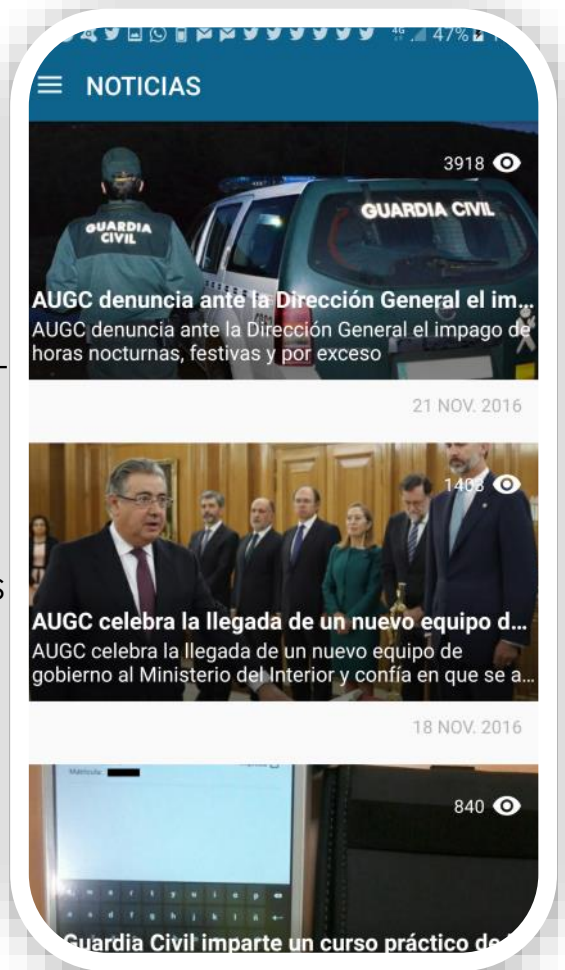 4G 47%
NOTICIAS
3918
GUARDIA CIVIL
GUARDIA
CIVIL
AUGC denuncia ante la Dirección General el im...
AUGC denuncia ante la Dirección General el impago de
horas nocturnas, festivas y por exceso
21 NOV. 2016
1403
AUGC celebra la llegada de un nuevo equipo d...
AUGC celebra la llegada de un nuevo equipo de
gobierno al Ministerio del Interior y confía en que se a...
18 NOV. 2016
Matrícula:
840
q w e r t y u i o p
a s d f g h j k l ñ
Guardia Civil imparte un curso práctico de